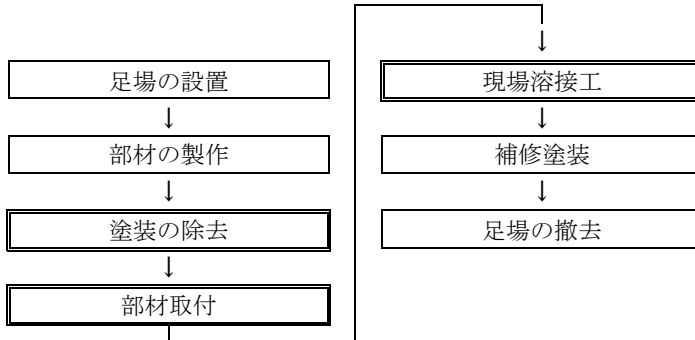 足場の設置
↓
部材の製作
↓
塗装の除去
↓
部材取付
↓
現場溶接工
↓
補修塗装
↓
足場の撤去